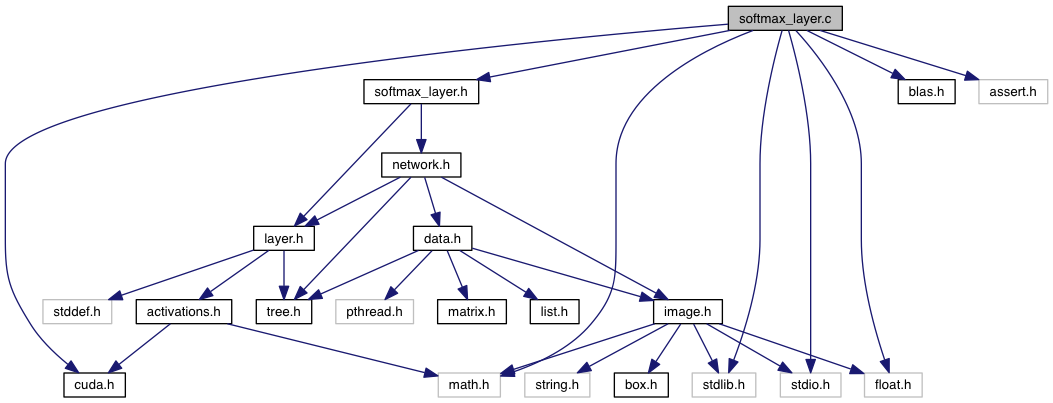 softmax_layer.c
softmax_layer.h
blas.h
assert.h
network.h
layer.h
data.h
stddef.h
activations.h
tree.h
pthread.h
matrix.h
list.h
image.h
cuda.h
math.h
string.h
box.h
stdlib.h
stdio.h
float.h